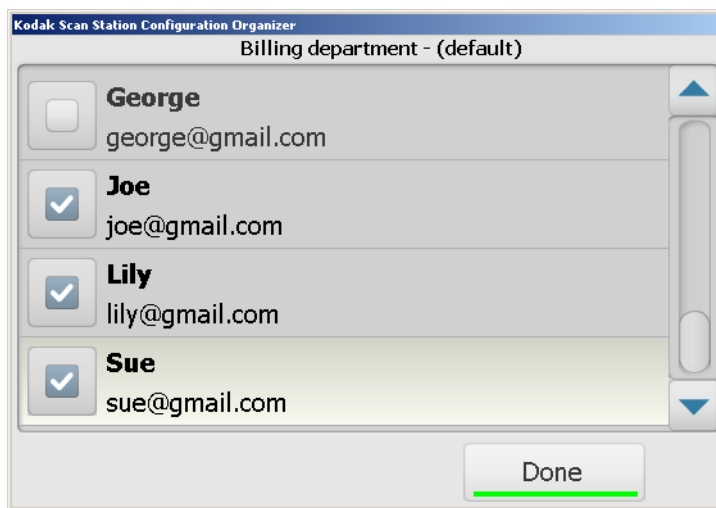 Kodak Scan Station Configuration Organizer
Billing department - (default)
George
george@gmail.com
Joe
joe@gmail.com
Lily
lily@gmail.com
Sue
sue@gmail.com
Done